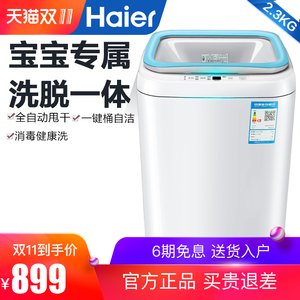 天猫双11
Haier
2.3KG
宝宝专属
洗脱一体
全自动甩干 一键桶自洁
消毒健康洗
双11到手价
¥899
6期免息 送货入户
官方正品 买贵退差